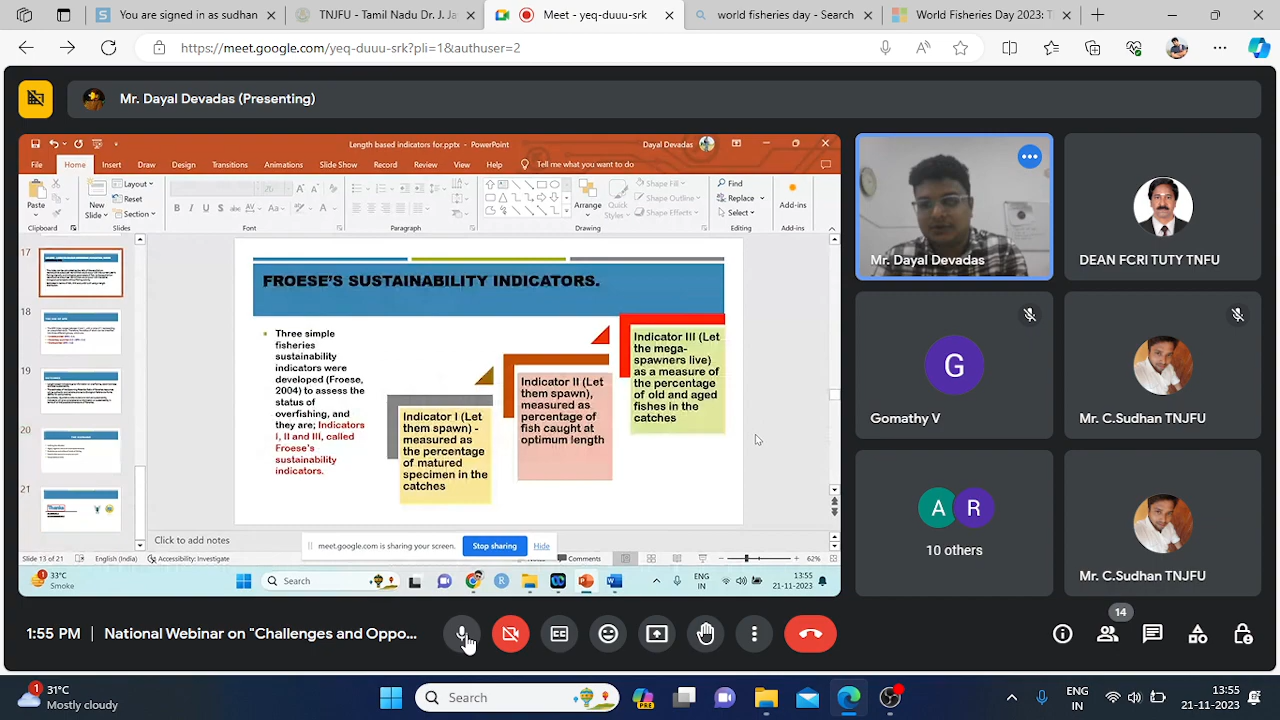 You are signed in as sudhan
TNJFU - Tamil Nadu Dr. J. Ja
Meet - yeq-duuu-srk
world fisheries day - Search
World Fisheries Day 2023: T
https://meet.google.com/yeq-duuu-srk?pli=1&authuser=2
Mr. Dayal Devadas (Presenting)
Length based indicators for.pptx - PowerPoint
Dayal Devadas
File Home Insert Draw Design Transitions Animations Slide Show Record Review View Help Tell me what you want to do
Paste
New
Slide
Layout
Reset
Section
Arrange
Quick
Styles
Shape Fill
Shape Outline
Shape Effects
Find
Replace
Select
Add-ins
Clipboard Slides Font Paragraph Drawing Editing Add-ins
17
18
19
20
21
FROESE'S SUSTAINABILITY INDICATORS.
Three simple
fisheries
sustainability
indicators were
developed (Froese,
2004) to assess the
status of
overfishing, and
they are; Indicators
I, II and III, called
Froese's
sustainability
indicators.
Indicator I (Let
them spawn) -
measured as
the percentage
of matured
specimen in the
catches
Indicator II (Let
them spawn),
measured as
percentage of
fish caught at
optimum length
Indicator III (Let
the mega-
spawners live)
as a measure of
the percentage
of old and aged
fishes in the
catches
Click to add notes
meet.google.com is sharing your screen. Stop sharing Hide
Slide 13 of 21 English (India) Accessibility: Investigate Comments 62%
33°C
Smoke
Search
ENG
IN
13:55
21-11-2023
Mr. Dayal Devadas
DEAN FCRI TUTY TNFU
G
Gomathy V
Mr. C.Sudhan TNJFU
A R
10 others
Mr. C.Sudhan TNJFU
1:55 PM | National Webinar on "Challenges and Oppo...
14
1
31°C
Mostly cloudy
Search
PRE
ENG
IN
13:55
21-11-2023